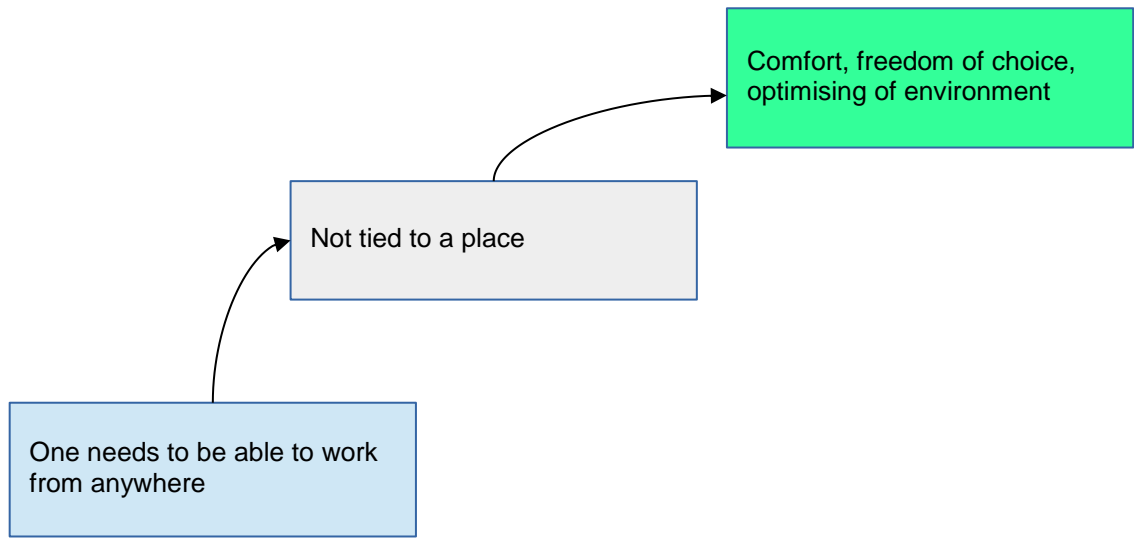 Comfort, freedom of choice,
optimising of environment
Not tied to a place
One needs to be able to work
from anywhere